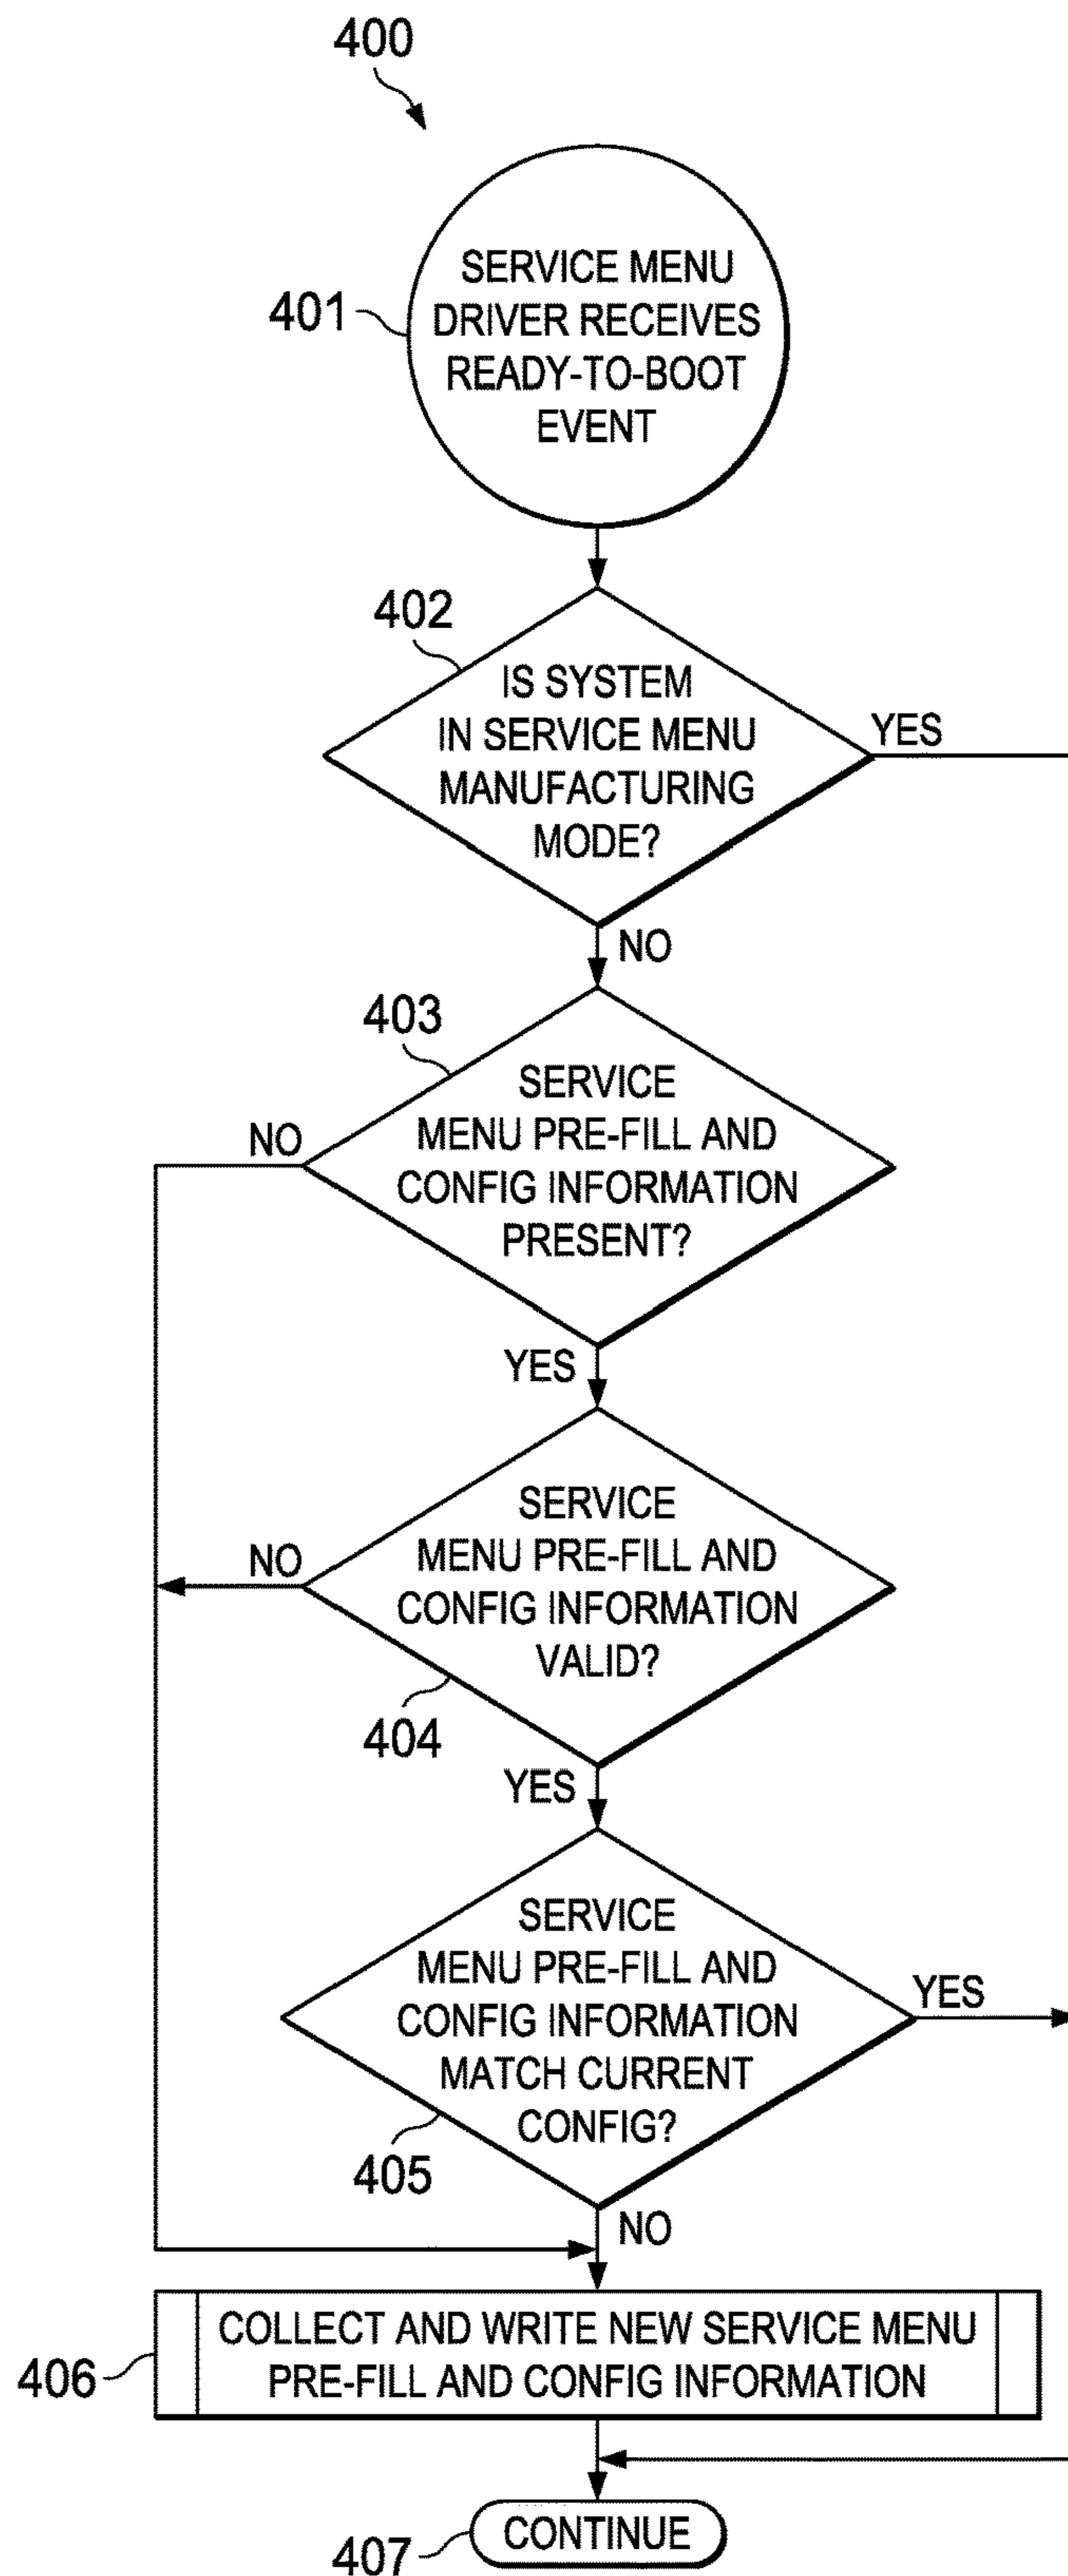 400
SERVICE MENU
DRIVER RECEIVES
READY-TO-BOOT
EVENT
401
402
IS SYSTEM
IN SERVICE MENU
MANUFACTURING
MODE?
YES
NO
403
SERVICE
MENU PRE-FILL AND
CONFIG INFORMATION
PRESENT?
NO
YES
SERVICE
MENU PRE-FILL AND
CONFIG INFORMATION
VALID?
NO
404
YES
SERVICE
MENU PRE-FILL AND
CONFIG INFORMATION
MATCH CURRENT
CONFIG?
YES
405
NO
COLLECT AND WRITE NEW SERVICE MENU
PRE-FILL AND CONFIG INFORMATION
406
CONTINUE
407